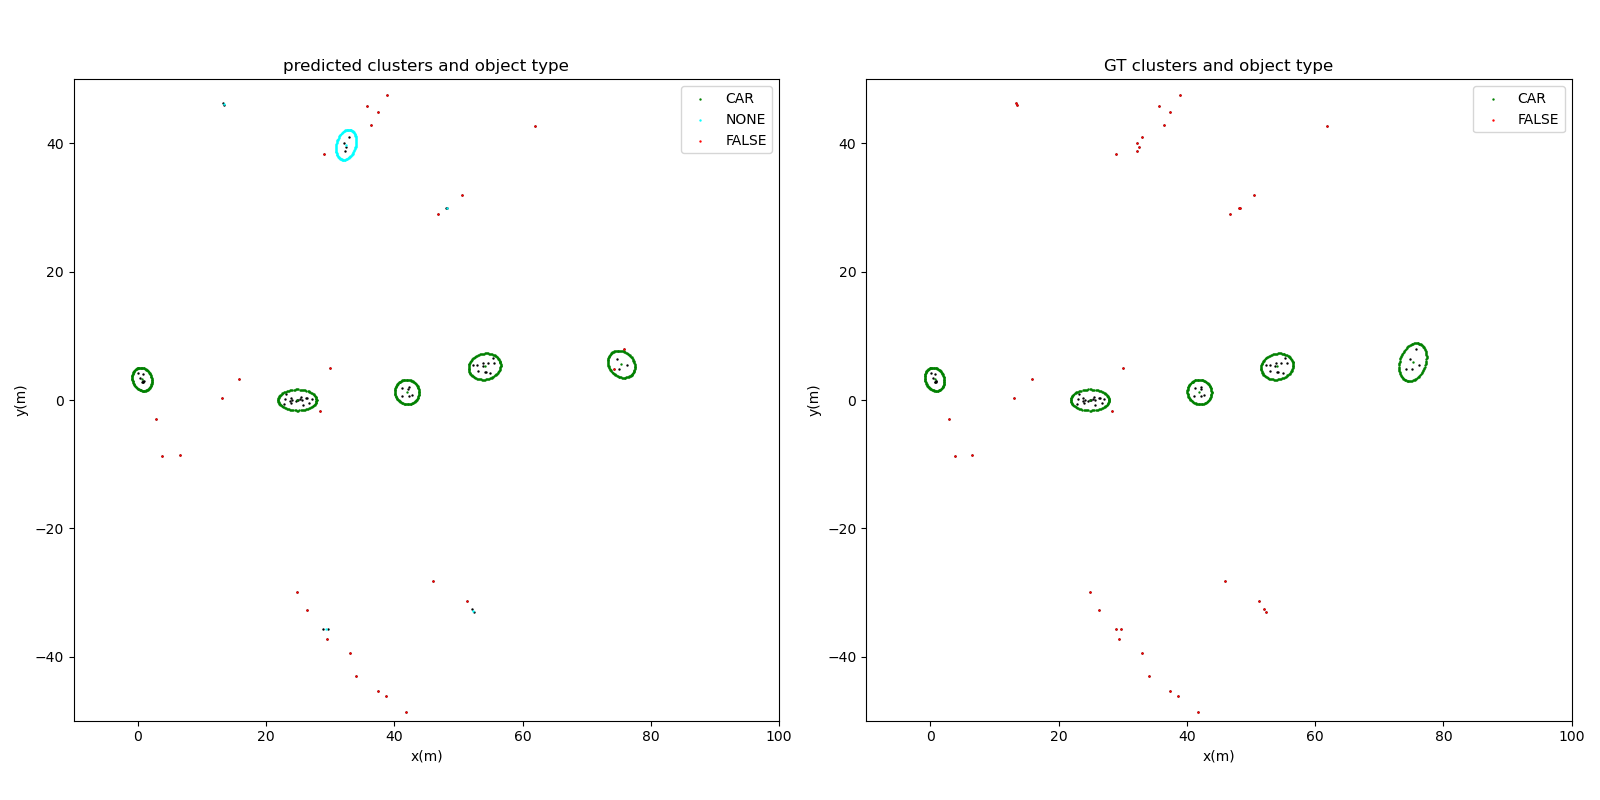 predicted clusters and object type
CAR
NONE
FALSE
40
20
0
−20
−40
y(m)
0 20 40 60 80 100
x(m)
GT clusters and object type
CAR
FALSE
40
20
0
−20
−40
y(m)
0 20 40 60 80 100
x(m)